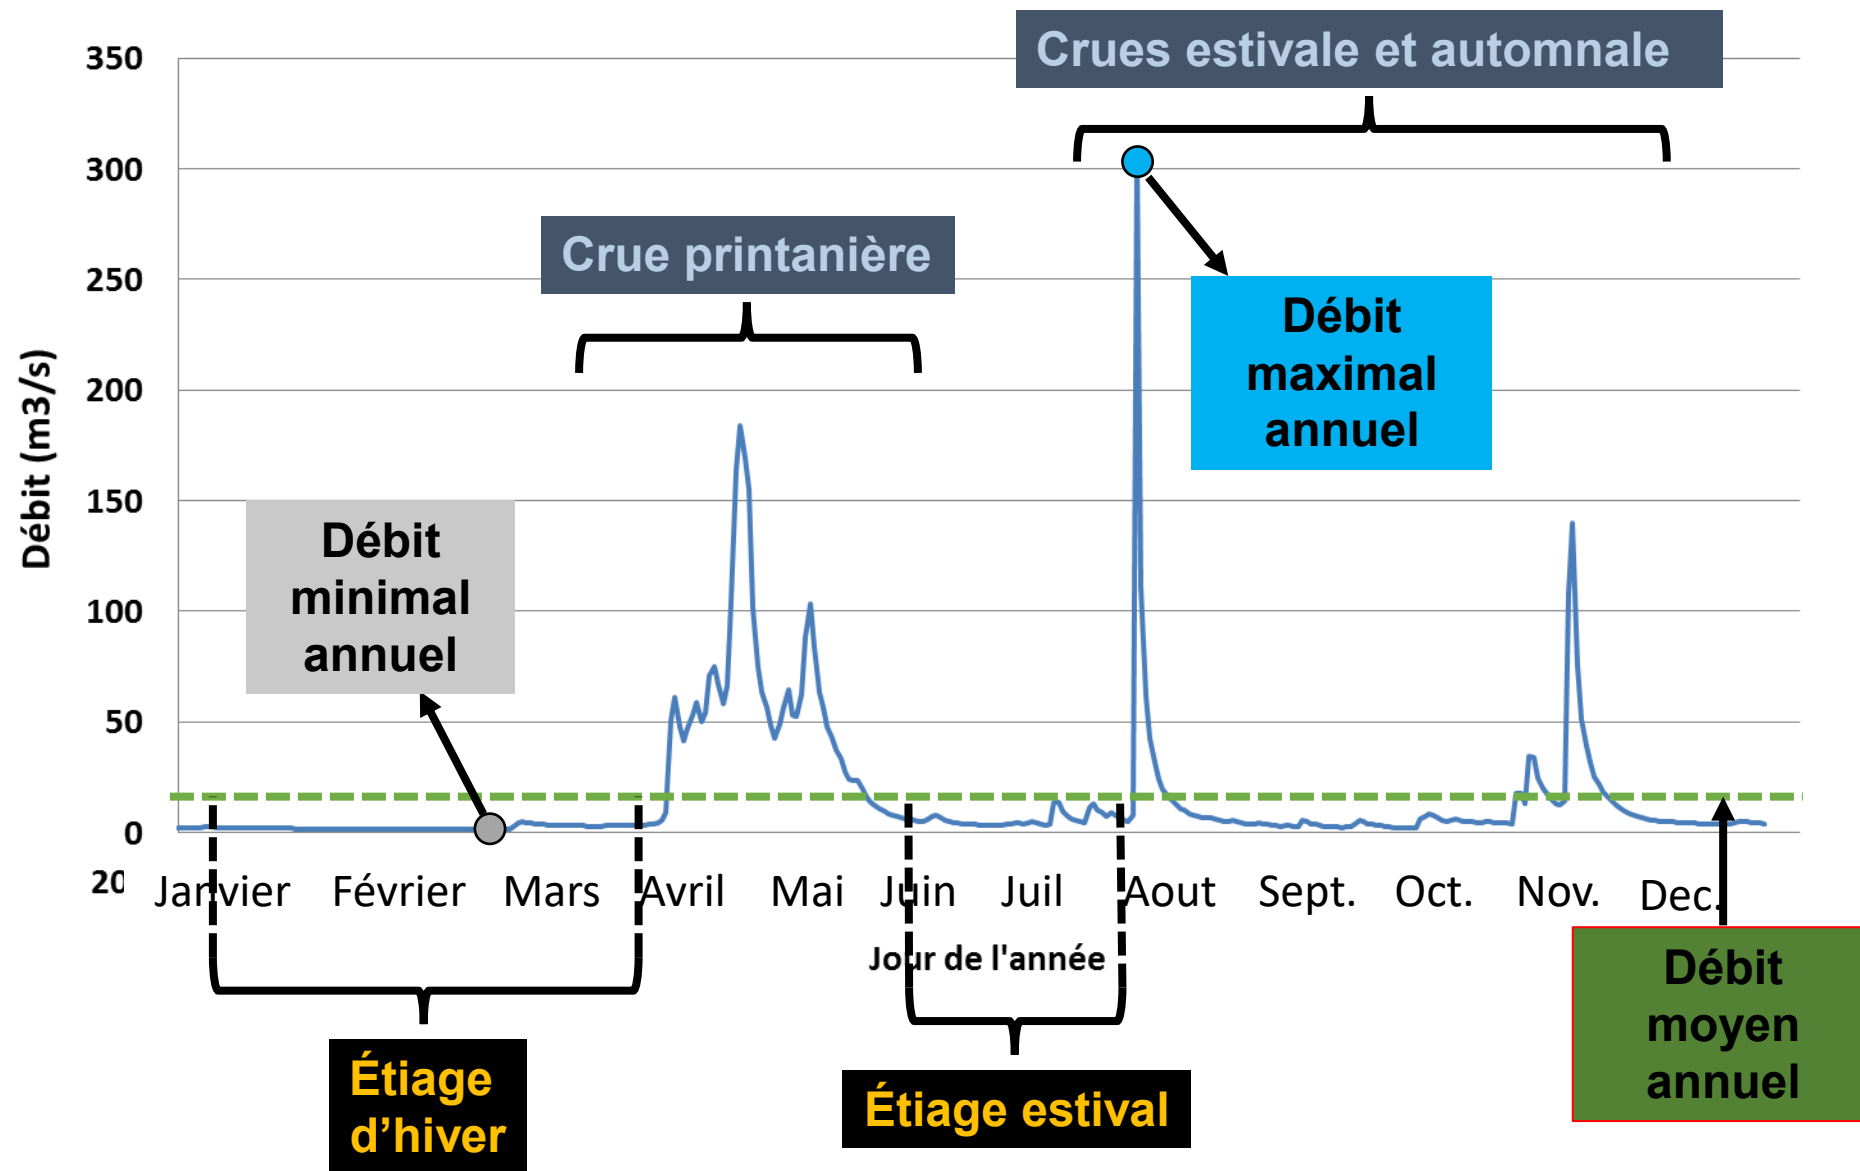 Crues estivale et automnale
350
300
Crue printanière
250
Débit
maximal
annuel
200
Débit (m3/s)
150
Débit
minimal
annuel
100
50
0
20
Janvier Février Mars Avril Mai Juin Juil Aout Sept. Oct. Nov. Dec.
Jour de l'année
Débit
moyen
annuel
Étiage
d’hiver
Étiage estival